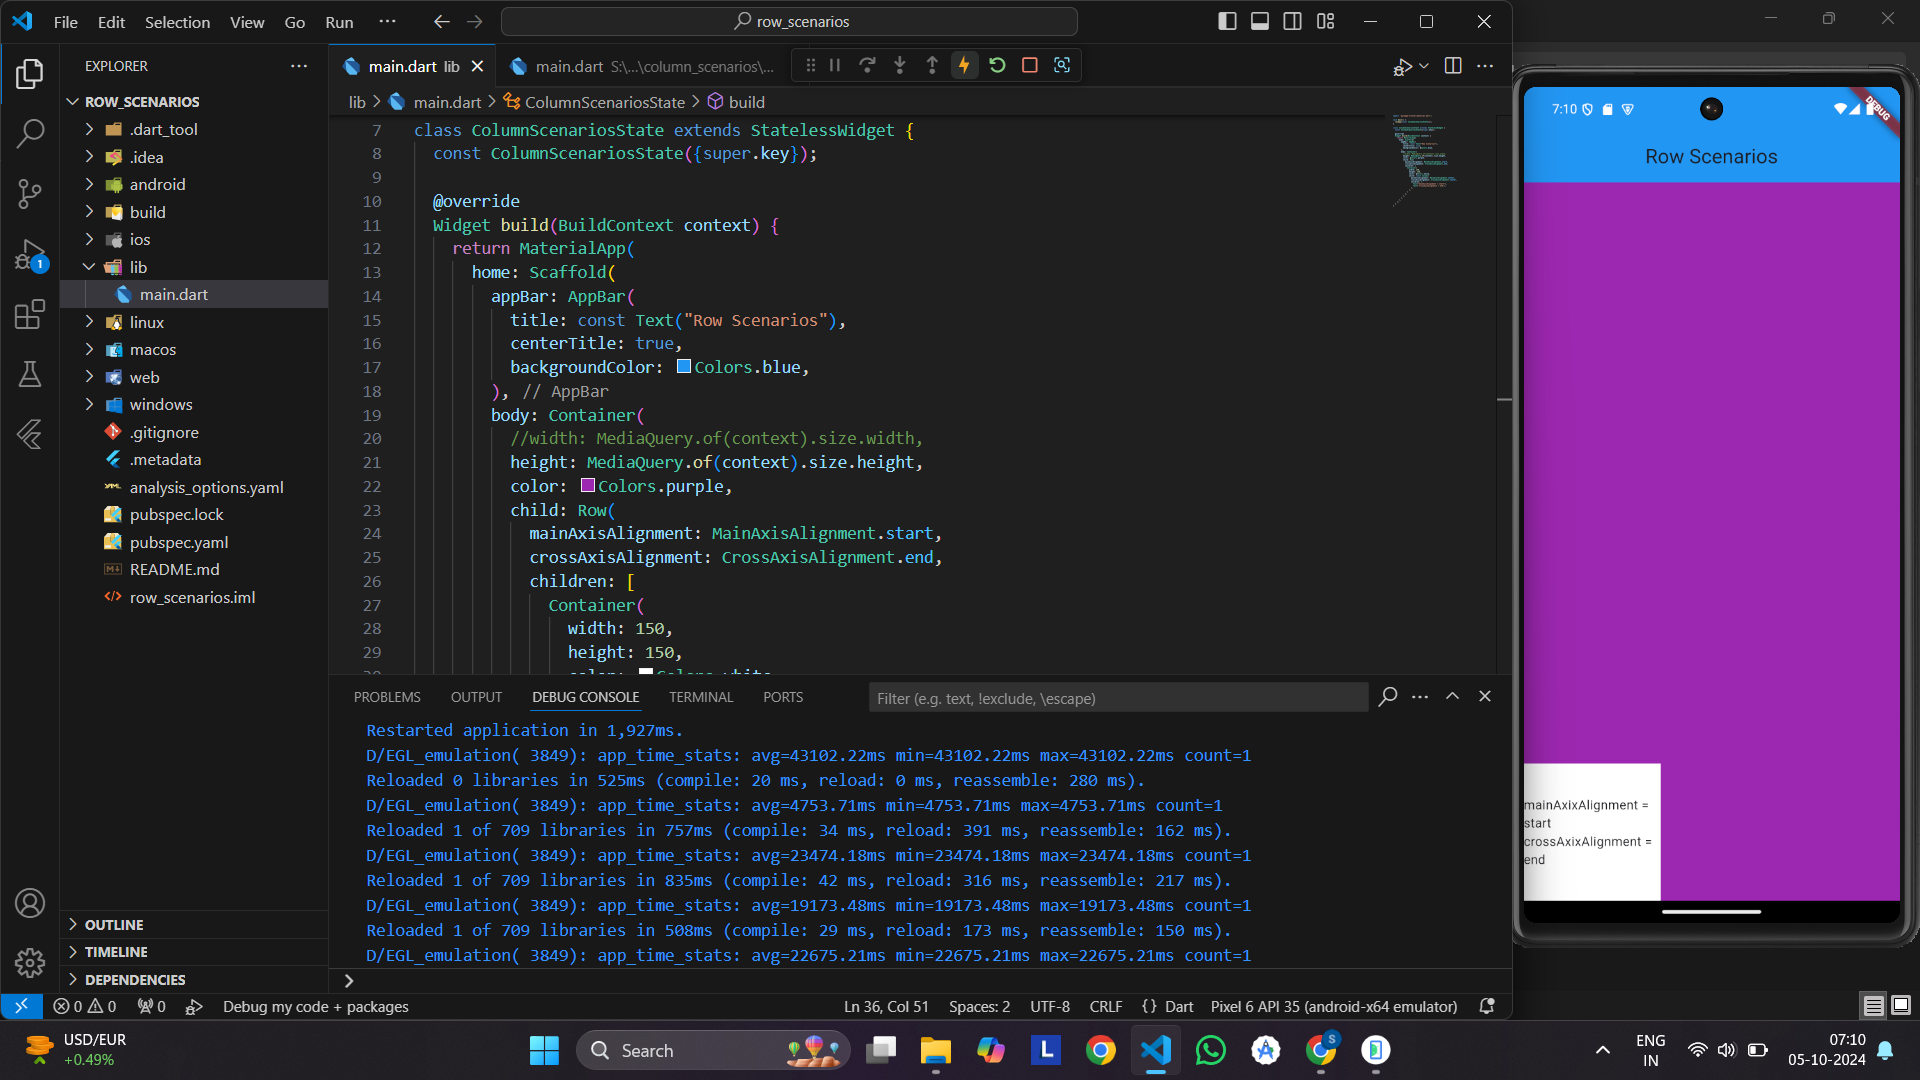 File Edit Selection View Go Run ··· row_scenarios
EXPLORER
ROW_SCENARIOS
.dart_tool
.idea
android
build
ios
lib
main.dart
linux
macos
web
windows
.gitignore
.metadata
analysis_options.yaml
pubspec.lock
pubspec.yaml
README.md
row_scenarios.iml
OUTLINE
TIMELINE
DEPENDENCIES
main.dart lib
main.dart S:\...\column_scenarios\...
lib > main.dart > ColumnScenariosState > build
7 class ColumnScenariosState extends StatelessWidget {
8 const ColumnScenariosState({super.key});
9
10 @override
11 Widget build(BuildContext context) {
12 return MaterialApp(
13 home: Scaffold(
14 appBar: AppBar(
15 title: const Text("Row Scenarios"),
16 centerTitle: true,
17 backgroundColor: Colors.blue,
18 ), // AppBar
19 body: Container(
20 //width: MediaQuery.of(context).size.width,
21 height: MediaQuery.of(context).size.height,
22 color: Colors.purple,
23 child: Row(
24 mainAxisAlignment: MainAxisAlignment.start,
25 crossAxisAlignment: CrossAxisAlignment.end,
26 children: [
27 Container(
28 width: 150,
29 height: 150,
PROBLEMS OUTPUT DEBUG CONSOLE TERMINAL PORTS
Filter (e.g. text, !exclude, \escape)
Restarted application in 1,927ms.
D/EGL_emulation( 3849): app_time_stats: avg=43102.22ms min=43102.22ms max=43102.22ms count=1
Reloaded 0 libraries in 525ms (compile: 20 ms, reload: 0 ms, reassemble: 280 ms).
D/EGL_emulation( 3849): app_time_stats: avg=4753.71ms min=4753.71ms max=4753.71ms count=1
Reloaded 1 of 709 libraries in 757ms (compile: 34 ms, reload: 391 ms, reassemble: 162 ms).
D/EGL_emulation( 3849): app_time_stats: avg=23474.18ms min=23474.18ms max=23474.18ms count=1
Reloaded 1 of 709 libraries in 835ms (compile: 42 ms, reload: 316 ms, reassemble: 217 ms).
D/EGL_emulation( 3849): app_time_stats: avg=19173.48ms min=19173.48ms max=19173.48ms count=1
Reloaded 1 of 709 libraries in 508ms (compile: 29 ms, reload: 173 ms, reassemble: 150 ms).
D/EGL_emulation( 3849): app_time_stats: avg=22675.21ms min=22675.21ms max=22675.21ms count=1
0 0 0 Debug my code + packages
Ln 36, Col 51 Spaces: 2 UTF-8 CRLF {} Dart Pixel 6 API 35 (android-x64 emulator)
7:10
DEBUG
Row Scenarios
mainAxixAlignment =
start
crossAxixAlignment =
end
1
USD/EUR
+0.49%
Search
L
S
ENG
IN
07:10
05-10-2024